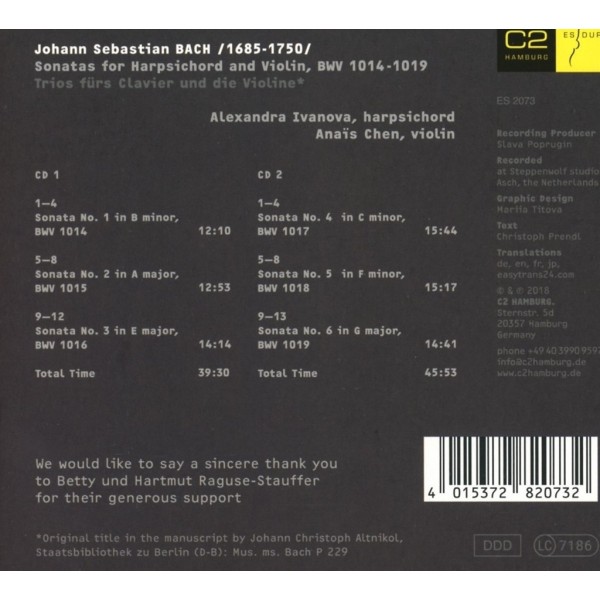 Johann Sebastian BACH /1685-1750/
Sonatas for Harpsichord and Violin, BWV 1014-1019
Trios fürs Clavier und die Violine*
Alexandra Ivanova, harpsichord
Anaïs Chen, violin
CD 1
1–4
Sonata No. 1 in B minor,
BWV 1014 12:10
5–8
Sonata No. 2 in A major,
BWV 1015 12:53
9–12
Sonata No. 3 in E major,
BWV 1016 14:14
Total Time 39:30
CD 2
1–4
Sonata No. 4 in C minor,
BWV 1017 15:44
5–8
Sonata No. 5 in F minor,
BWV 1018 15:17
9–13
Sonata No. 6 in G major,
BWV 1019 14:41
Total Time 45:53
We would like to say a sincere thank you
to Betty und Hartmut Raguse-Stauffer
for their generous support
*Original title in the manuscript by Johann Christoph Altnikol,
Staatsbibliothek zu Berlin (D-B): Mus. ms. Bach P 229
C2
HAMBURG
ES DUR
ES 2073
Recording Producer
Slava Poprugin
Recorded
at Steppenwolf studio
Asch, the Netherlands
Graphic Design
Mariia Titova
Text
Christoph Prendl
Translations
de, en, fr, jp,
easytrans24.com
℗ & © 2018
C2 HAMBURG,
Sternstr. 5d
20357 Hamburg
Germany
phone +49 40 3990 9597
info@c2hamburg.de
www.c2hamburg.de
4 015372 820732
DDD
LC 7186